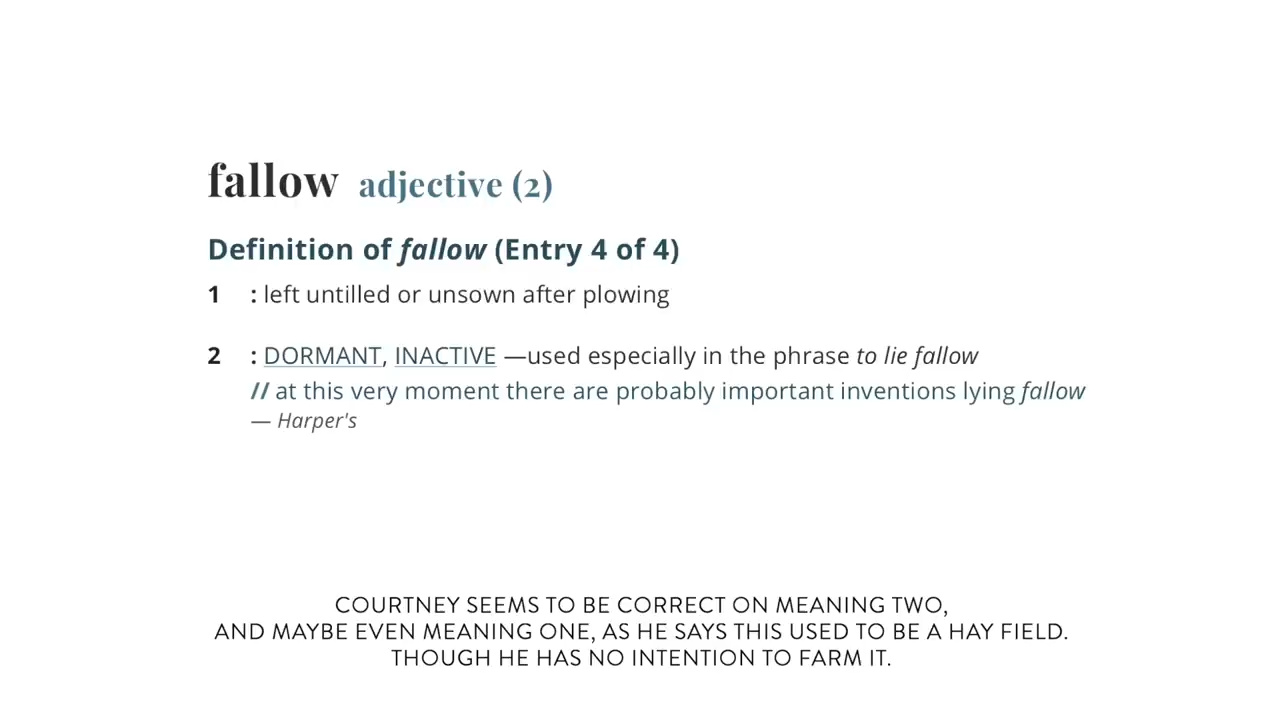 fallow adjective (2)
Definition of fallow (Entry 4 of 4)
1 : left untilled or unsown after plowing
2 : DORMANT, INACTIVE —used especially in the phrase to lie fallow
// at this very moment there are probably important inventions lying fallow
— Harper's
COURTNEY SEEMS TO BE CORRECT ON MEANING TWO,
AND MAYBE EVEN MEANING ONE, AS HE SAYS THIS USED TO BE A HAY FIELD.
THOUGH HE HAS NO INTENTION TO FARM IT.